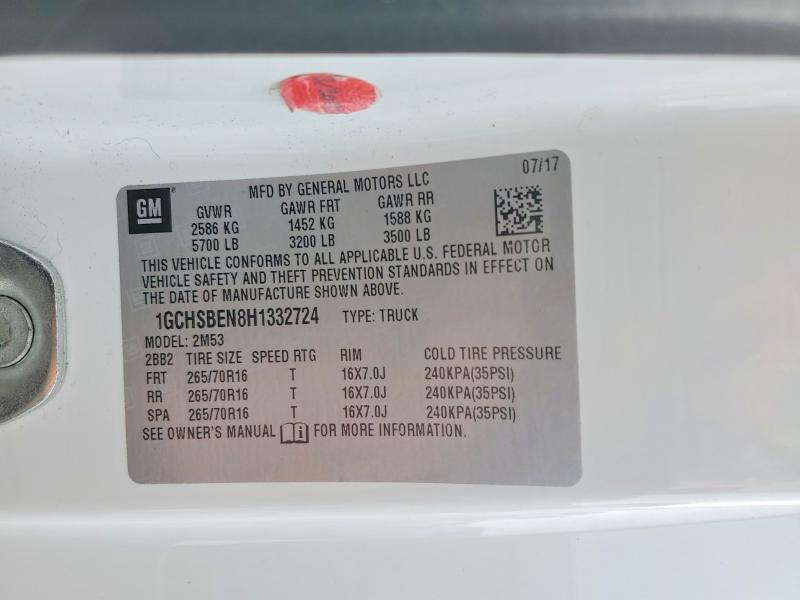 07/17
GM ®
MFD BY GENERAL MOTORS LLC
GVWR GAWR FRT GAWR RR
2586 KG 1452 KG 1588 KG
5700 LB 3200 LB 3500 LB
THIS VEHICLE CONFORMS TO ALL APPLICABLE U.S. FEDERAL MOTOR
VEHICLE SAFETY AND THEFT PREVENTION STANDARDS IN EFFECT ON
THE DATE OF MANUFACTURE SHOWN ABOVE.
1GCHSBEN8H1332724 TYPE: TRUCK
MODEL: 2M53
2BB2 TIRE SIZE SPEED RTG RIM COLD TIRE PRESSURE
FRT 265/70R16 T 16X7.0J 240KPA(35PSI)
RR 265/70R16 T 16X7.0J 240KPA(35PSI)
SPA 265/70R16 T 16X7.0J 240KPA(35PSI)
SEE OWNER'S MANUAL FOR MORE INFORMATION.